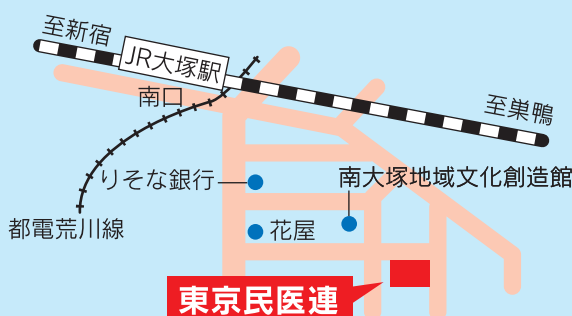 至新宿
JR大塚駅
南口
至巣鴨
りそな銀行
南大塚地域文化創造館
都電荒川線
花屋
東京民医連